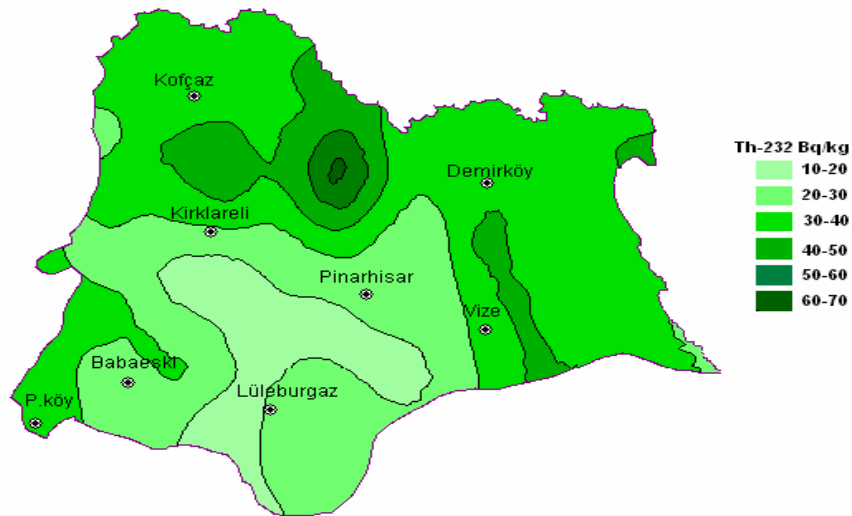 Kofçaz
Th-232 Bq/kg
10-20
20-30
30-40
40-50
50-60
60-70
Demirköy
Kirklareli
Pinarhisar
Vize
Babaeski
Lüleburgaz
P.köy